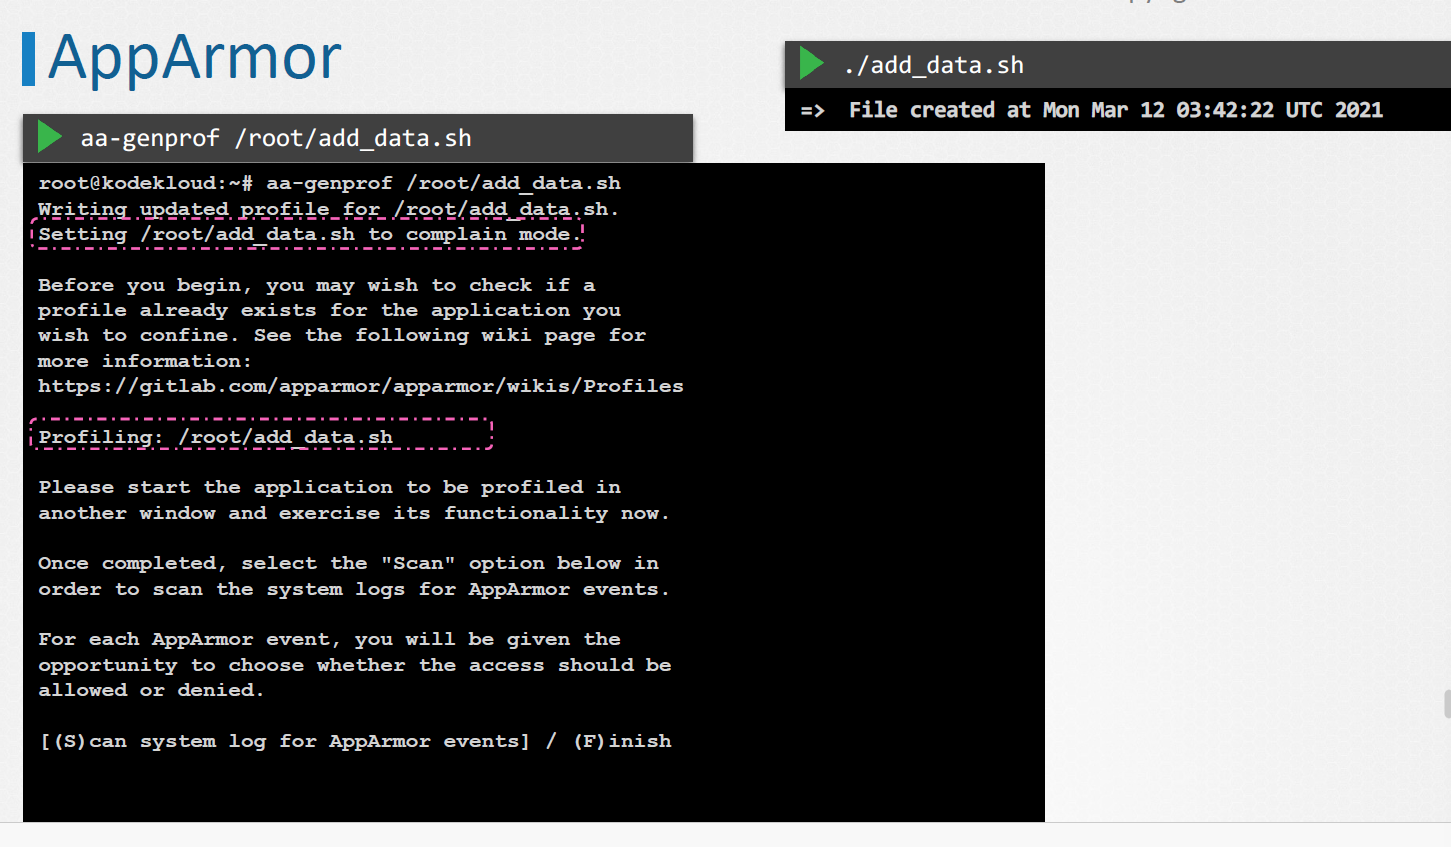 AppArmor
./add_data.sh
=> File created at Mon Mar 12 03:42:22 UTC 2021
aa-genprof /root/add_data.sh
root@kodekloud:~# aa-genprof /root/add_data.sh
Writing updated profile for /root/add_data.sh.
Setting /root/add_data.sh to complain mode.
Before you begin, you may wish to check if a
profile already exists for the application you
wish to confine. See the following wiki page for
more information:
https://gitlab.com/apparmor/apparmor/wikis/Profiles
Profiling: /root/add_data.sh
Please start the application to be profiled in
another window and exercise its functionality now.
Once completed, select the "Scan" option below in
order to scan the system logs for AppArmor events.
For each AppArmor event, you will be given the
opportunity to choose whether the access should be
allowed or denied.
[(S)can system log for AppArmor events] / (F)inish